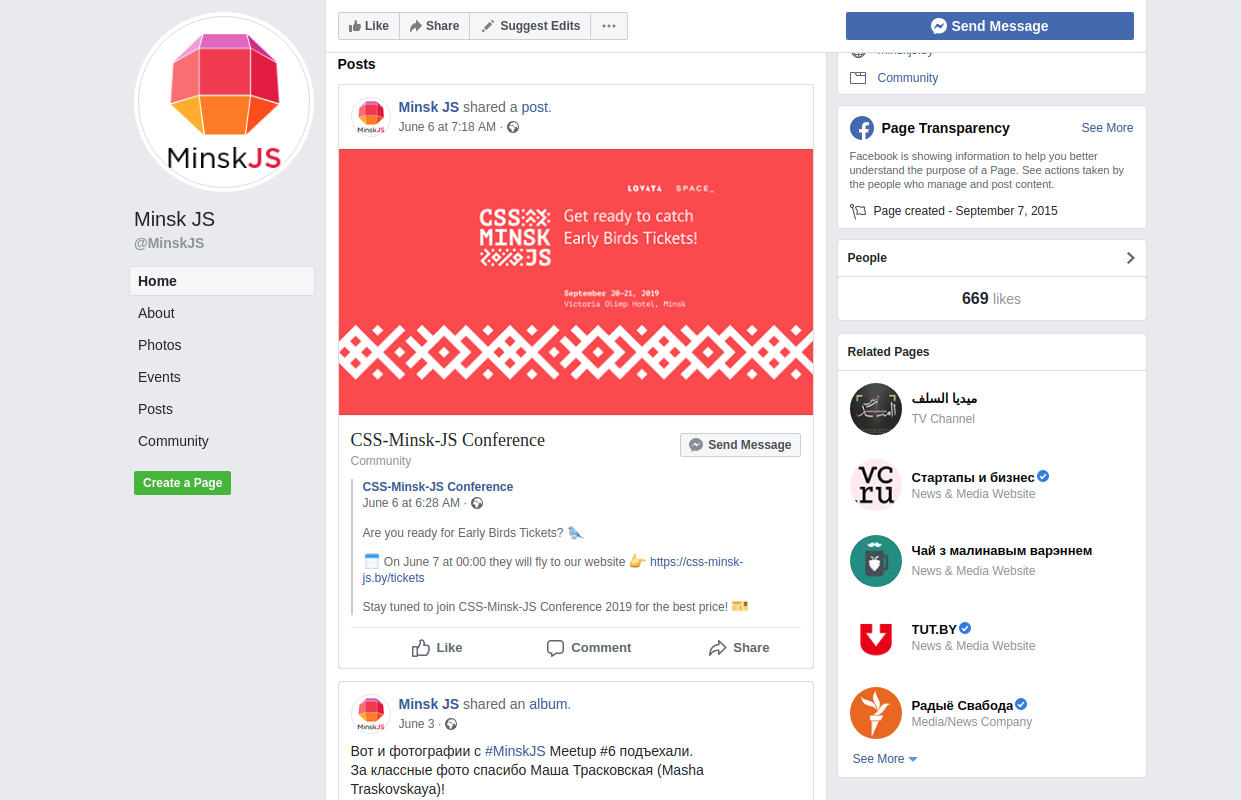 MinskJS
Minsk JS
@MinskJS
Home
About
Photos
Events
Posts
Community
Create a Page
Like
Share
Suggest Edits
Send Message
Posts
Minsk JS shared a post.
June 6 at 7:18 AM ·
MinskJS
LOVATA SPACE_
CSS
MINSK
JS
Get ready to catch
Early Birds Tickets!
September 20-21, 2019
Victoria Olimp Hotel, Minsk
CSS-Minsk-JS Conference
Community
Send Message
CSS-Minsk-JS Conference
June 6 at 6:28 AM ·
Are you ready for Early Birds Tickets?
On June 7 at 00:00 they will fly to our website 👉 https://css-minsk-
js.by/tickets
Stay tuned to join CSS-Minsk-JS Conference 2019 for the best price! 🎫
Like
Comment
Share
Minsk JS shared an album.
June 3 ·
MinskJS
Вот и фотографии с #MinskJS Meetup #6 подъехали.
За классные фото спасибо Маша Трасковская (Masha
Traskovskaya)!
Community
Page Transparency
See More
Facebook is showing information to help you better
understand the purpose of a Page. See actions taken by
the people who manage and post content.
Page created - September 7, 2015
People
669 likes
Related Pages
ميديا السلف
TV Channel
vc
.ru
Стартапы и бизнес
News & Media Website
Чай з малинавым варэннем
News & Media Website
TUT.BY
News & Media Website
Радыё Свабода
Media/News Company
See More